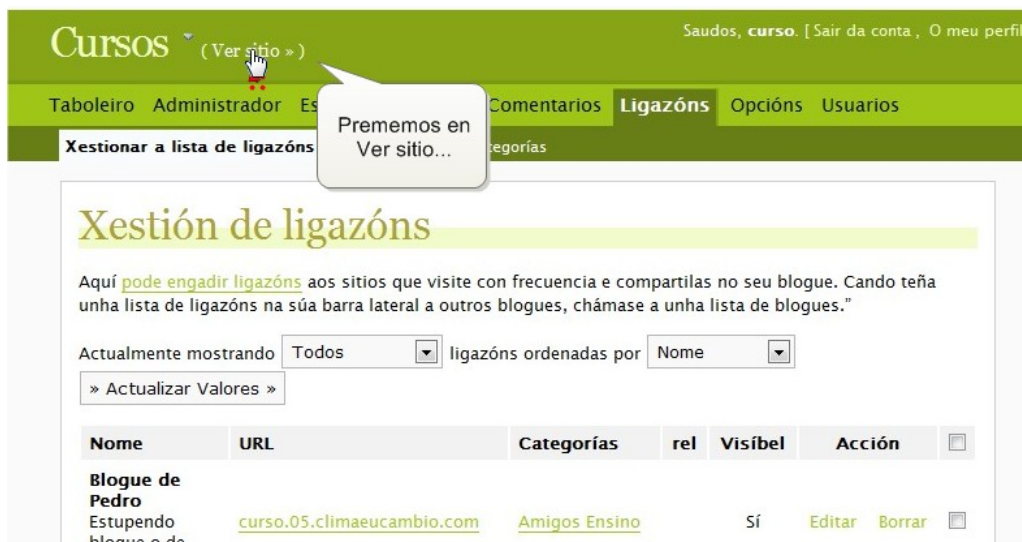 Cursos ( Ver sitio » )
Saudos, curso. [ Sair da conta , O meu perfil
Taboleiro Administrador Comentarios Ligazóns Opcións Usuarios
Xestionar a lista de ligazóns
Prememos en
Ver sitio...
Xestión de ligazóns
Aquí pode engadir ligazóns aos sitios que visite con frecuencia e compartilas no seu blogue. Cando teña
unha lista de ligazóns na súa barra lateral a outros blogues, chámase a unha lista de blogues."
Actualmente mostrando Todos ligazóns ordenadas por Nome
» Actualizar Valores »
Nome URL Categorías rel Visíbel Acción
Blogue de
Pedro
Estupendo curso.05.climaeucambio.com Amigos Ensino Sí Editar Borrar
blogue o de